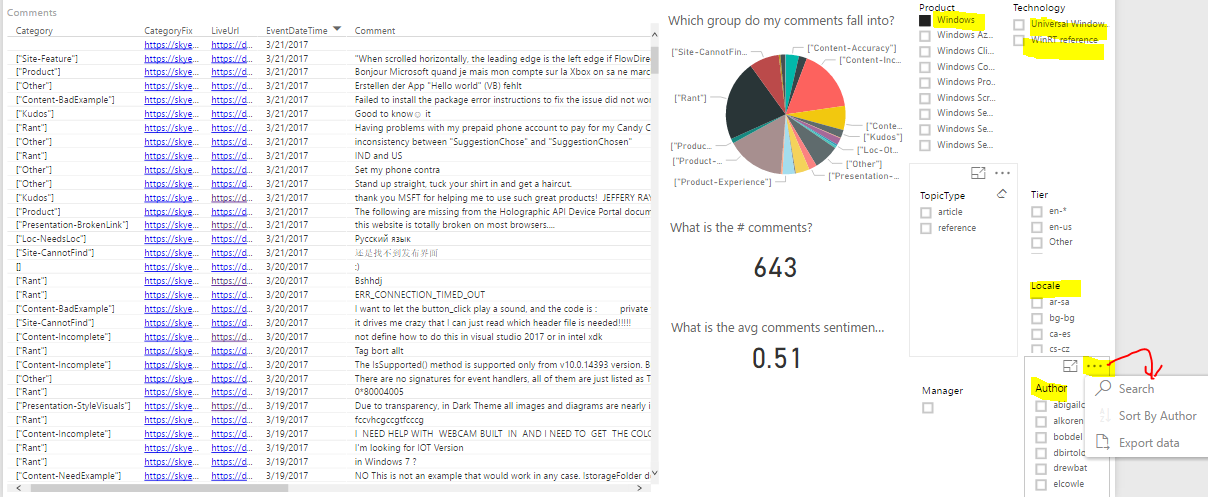 Comments
Category CategoryFix LiveUrl EventDateTime Comment
https://skye... https://d... 3/21/2017
["Site-Feature"] https://skye... https://d... 3/21/2017 "When scrolled horizontally, the leading edge is the left edge if FlowDirec
["Product"] https://skye... https://d... 3/21/2017 Bonjour Microsoft quand je mais mon compte sur la Xbox on sa ne marc
["Other"] https://skye... https://d... 3/21/2017 Erstellen der App "Hello world" (VB) fehlt
["Content-BadExample"] https://skye... https://d... 3/21/2017 Failed to install the package error instructions to fix the issue did not wor
["Kudos"] https://skye... https://d... 3/21/2017 Good to know☺ it
["Rant"] https://skye... https://d... 3/21/2017 Having problems with my prepaid phone account to pay for my Candy C
["Other"] https://skye... https://d... 3/21/2017 inconsistency between "SuggestionChose" and "SuggestionChosen"
["Rant"] https://skye... https://d... 3/21/2017 IND and US
["Other"] https://skye... https://d... 3/21/2017 Set my phone contra
["Other"] https://skye... https://d... 3/21/2017 Stand up straight, tuck your shirt in and get a haircut.
["Kudos"] https://skye... https://d... 3/21/2017 thank you MSFT for helping me to use such great products! JEFFERY RAY
["Product"] https://skye... https://d... 3/21/2017 The following are missing from the Holographic API Device Portal docum
["Presentation-BrokenLink"] https://skye... https://d... 3/21/2017 this website is totally broken on most browsers....
["Loc-NeedsLoc"] https://skye... https://d... 3/21/2017 Русский язык
["Site-CannotFind"] https://skye... https://d... 3/21/2017 还是找不到发布界面
[] https://skye... https://d... 3/20/2017 :)
["Rant"] https://skye... https://d... 3/20/2017 Bshhdj
["Rant"] https://skye... https://d... 3/20/2017 ERR_CONNECTION_TIMED_OUT
["Content-BadExample"] https://skye... https://d... 3/20/2017 I want to let the button_click play a sound, and the code is : private
["Site-CannotFind"] https://skye... https://d... 3/20/2017 it drives me crazy that I can just read which header file is needed!!!!!
["Content-Incomplete"] https://skye... https://d... 3/20/2017 not define how to do this in visual studio 2017 or in intel xdk
["Rant"] https://skye... https://d... 3/20/2017 Tag bort allt
["Content-Incomplete"] https://skye... https://d... 3/20/2017 The IsSupported() method is supported only from v10.0.14393 version. B
["Other"] https://skye... https://d... 3/20/2017 There are no signatures for event handlers, all of them are just listed as T
["Rant"] https://skye... https://d... 3/19/2017 0*80004005
["Presentation-StyleVisuals"] https://skye... https://d... 3/19/2017 Due to transparency, in Dark Theme all images and diagrams are nearly i
["Rant"] https://skye... https://d... 3/19/2017 fccvhcgccgtfcccg
["Content-Incomplete"] https://skye... https://d... 3/19/2017 I NEED HELP WITH WEBCAM BUILT IN AND I NEED TO GET THE COLO
["Rant"] https://skye... https://d... 3/19/2017 I'm looking for IOT Version
["Rant"] https://skye... https://d... 3/19/2017 in Windows 7 ?
["Content-NeedExample"] https://skye... https://d... 3/19/2017 NO This is not an example that would work in any case. IstorageFolder d
Which group do my comments fall into?
["Site-CannotFin...
["Content-Accuracy"]
["Content-Inc...
["Rant"]
["Conte...
["Kudos"]
["Produc...
["Loc-Ot...
["Product-...
["Other"]
["Product-Experience"]
["Presentation-...
What is the # comments?
643
What is the avg comments sentimen...
0.51
Product
Windows
Windows Az...
Windows Cli...
Windows Co...
Windows Pro...
Windows Scr...
Windows Se...
Windows Se...
Windows Se...
Windows Se...
Technology
Universal Window...
WinRT reference
TopicType
article
reference
Tier
en-*
en-us
Other
Locale
ar-sa
bg-bg
ca-es
cs-cz
Manager
Author
abigailc
alkoren
bobdel
dbirtolo
drewbat
elcowle
Search
Sort By Author
Export data